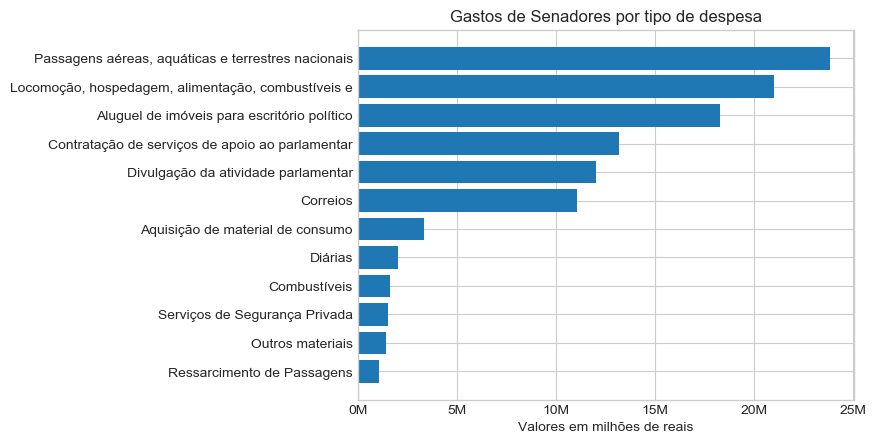 Gastos de Senadores por tipo de despesa
Passagens aéreas, aquáticas e terrestres nacionais
Locomoção, hospedagem, alimentação, combustíveis e
Aluguel de imóveis para escritório político
Contratação de serviços de apoio ao parlamentar
Divulgação da atividade parlamentar
Correios
Aquisição de material de consumo
Diárias
Combustíveis
Serviços de Segurança Privada
Outros materiais
Ressarcimento de Passagens
0M 5M 10M 15M 20M 25M
Valores em milhões de reais